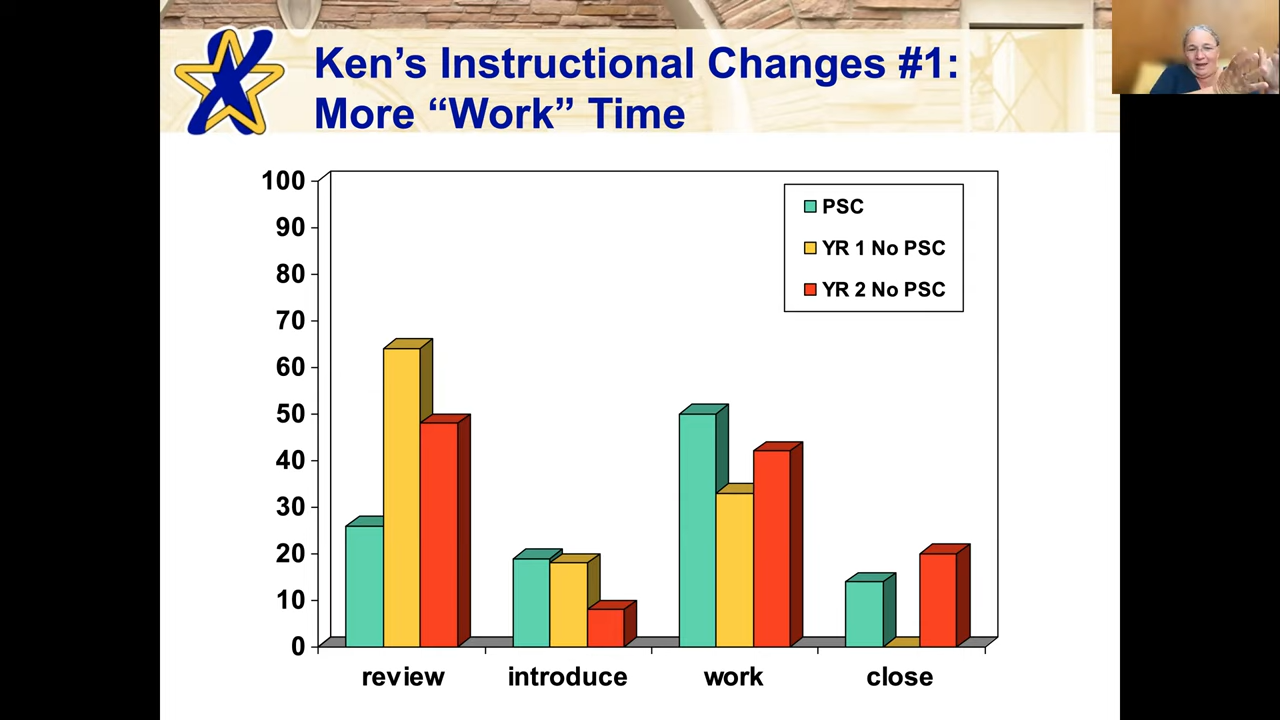 Ken’s Instructional Changes #1:
More “Work” Time
100
90
80
70
60
50
40
30
20
10
0
PSC
YR 1 No PSC
YR 2 No PSC
review introduce work close